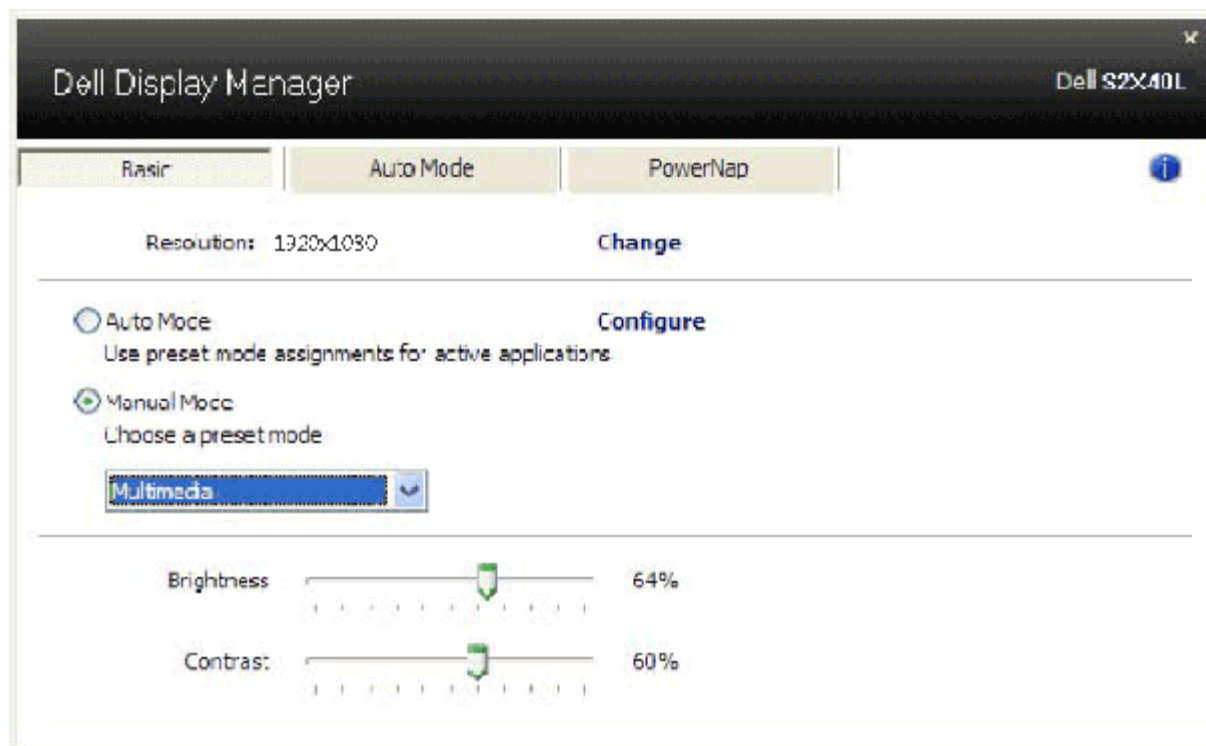 Dell Display Manager
Dell S2X40L
Basic
Auto Mode
PowerNap
Resolution: 1920x1080
Change
Auto Mode
Configure
Use preset mode assignments for active applications
Manual Mode
Choose a preset mode
Multimedia
Brightness
64%
Contrast
60%